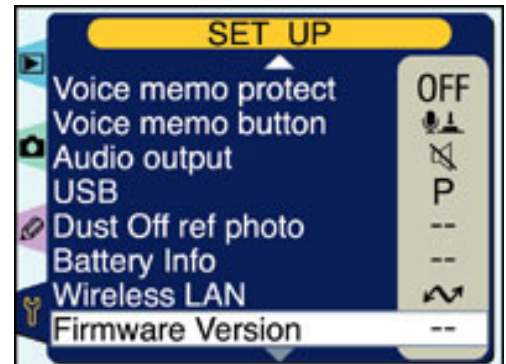 SET UP
Voice memo protect OFF
Voice memo button
Audio output
USB P
Dust Off ref photo --
Battery Info --
Wireless LAN
Firmware Version --